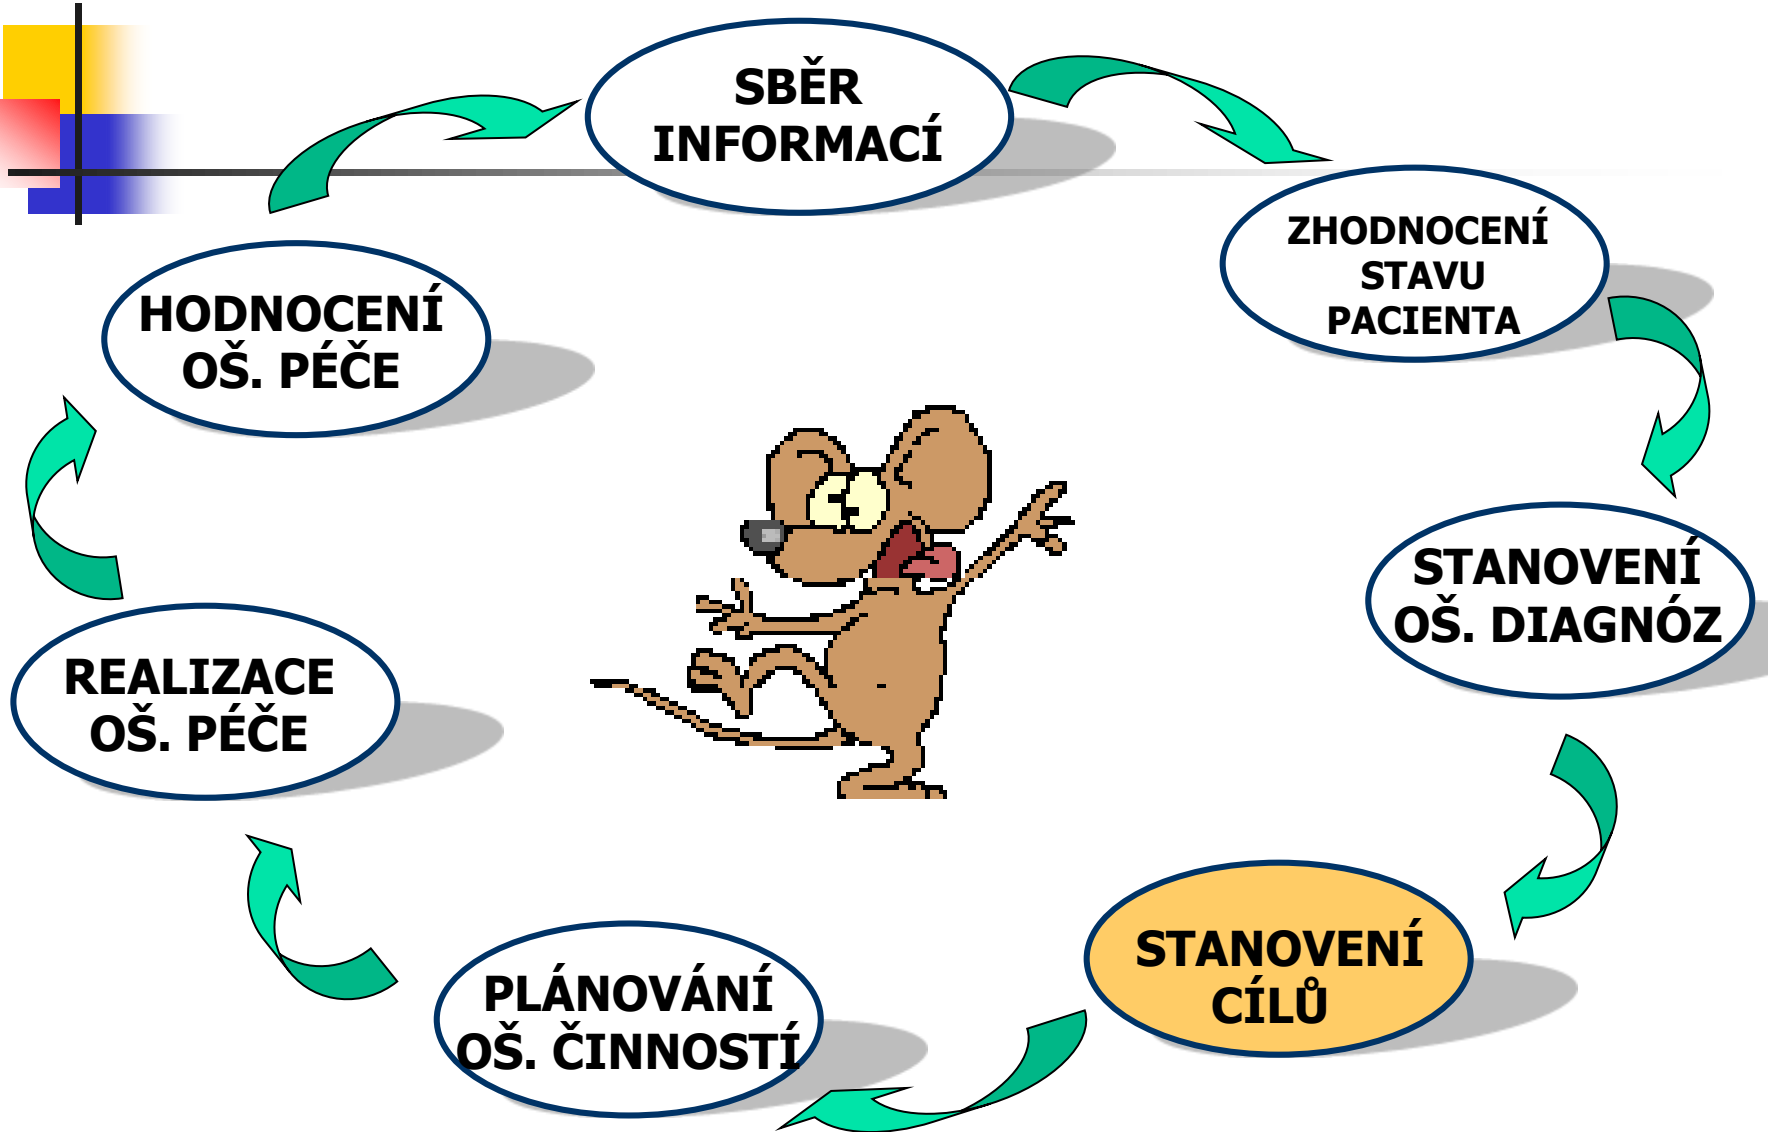 SBĚR
INFORMACÍ
ZHODNOCENÍ
STAVU
PACIENTA
STANOVENÍ
OŠ. DIAGNÓZ
STANOVENÍ
CÍLŮ
PLÁNOVÁNÍ
OŠ. ČINNOSTÍ
REALIZACE
OŠ. PÉČE
HODNOCENÍ
OŠ. PÉČE